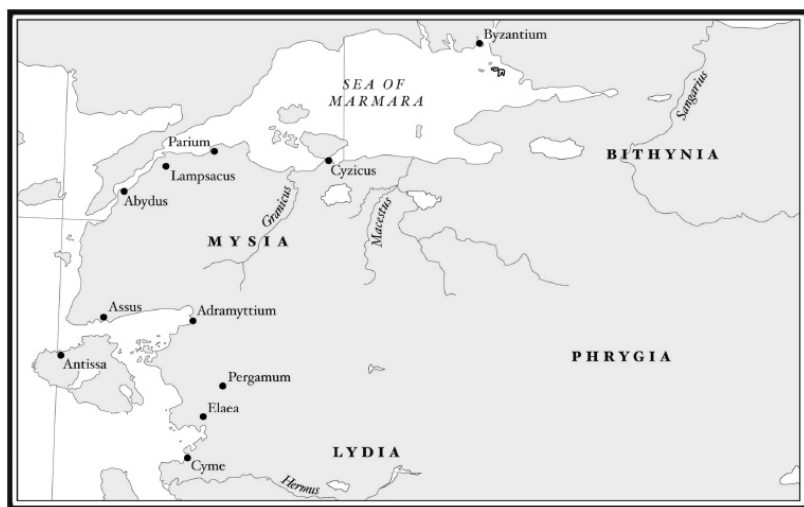 Byzantium
SEA OF
MARMARA
Sangarius
Parium
BITHYNIA
Lampsacus
Cyzicus
Abydus
Granicus
Macestus
MYSIA
Assus
Adramyttium
Antissa
PHRYGIA
Pergamum
Elaea
LYDIA
Cyme
Hermus